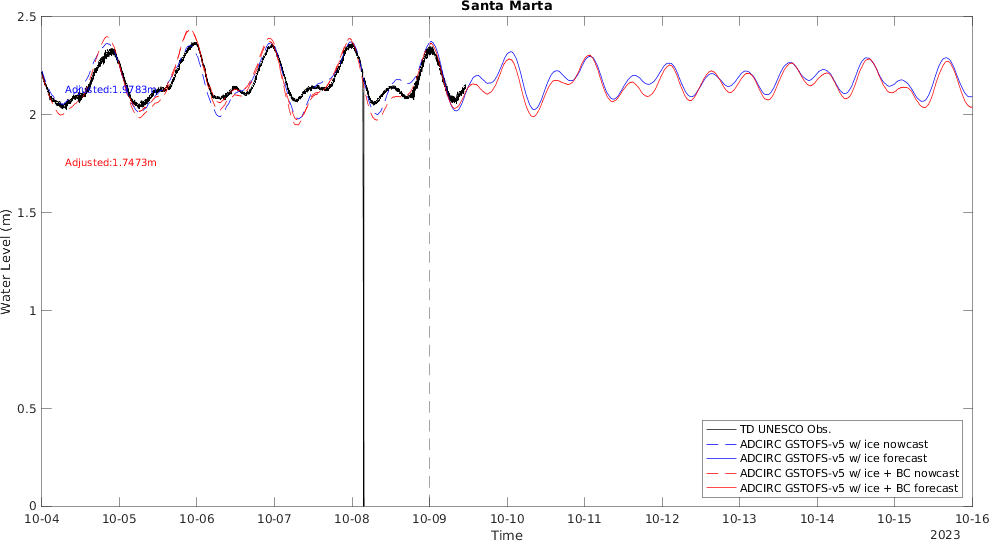 Santa Marta
2.5
2
1.5
1
0.5
0
Water Level (m)
Adjusted:1.9783m
Adjusted:1.7473m
TD UNESCO Obs.
ADCIRC GSTOFS-v5 w/ ice nowcast
ADCIRC GSTOFS-v5 w/ ice forecast
ADCIRC GSTOFS-v5 w/ ice + BC nowcast
ADCIRC GSTOFS-v5 w/ ice + BC forecast
10-04 10-05 10-06 10-07 10-08 10-09 10-10 10-11 10-12 10-13 10-14 10-15 10-16
Time
2023